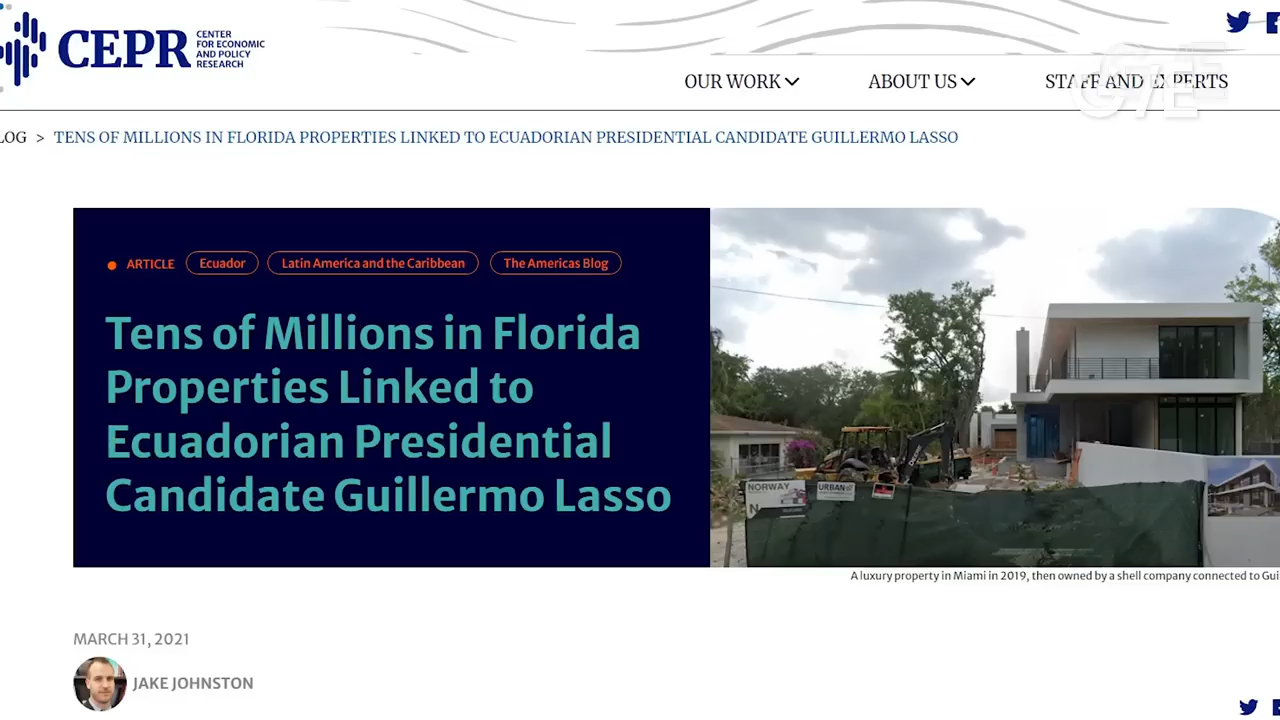 CEPR
CENTER
FOR ECONOMIC
AND POLICY
RESEARCH
OUR WORK
ABOUT US
STAFF AND EXPERTS
LOG > TENS OF MILLIONS IN FLORIDA PROPERTIES LINKED TO ECUADORIAN PRESIDENTIAL CANDIDATE GUILLERMO LASSO
ARTICLE
Ecuador
Latin America and the Caribbean
The Americas Blog
Tens of Millions in Florida
Properties Linked to
Ecuadorian Presidential
Candidate Guillermo Lasso
NORWAY
URBAN
A luxury property in Miami in 2019, then owned by a shell company connected to Gui
MARCH 31, 2021
JAKE JOHNSTON